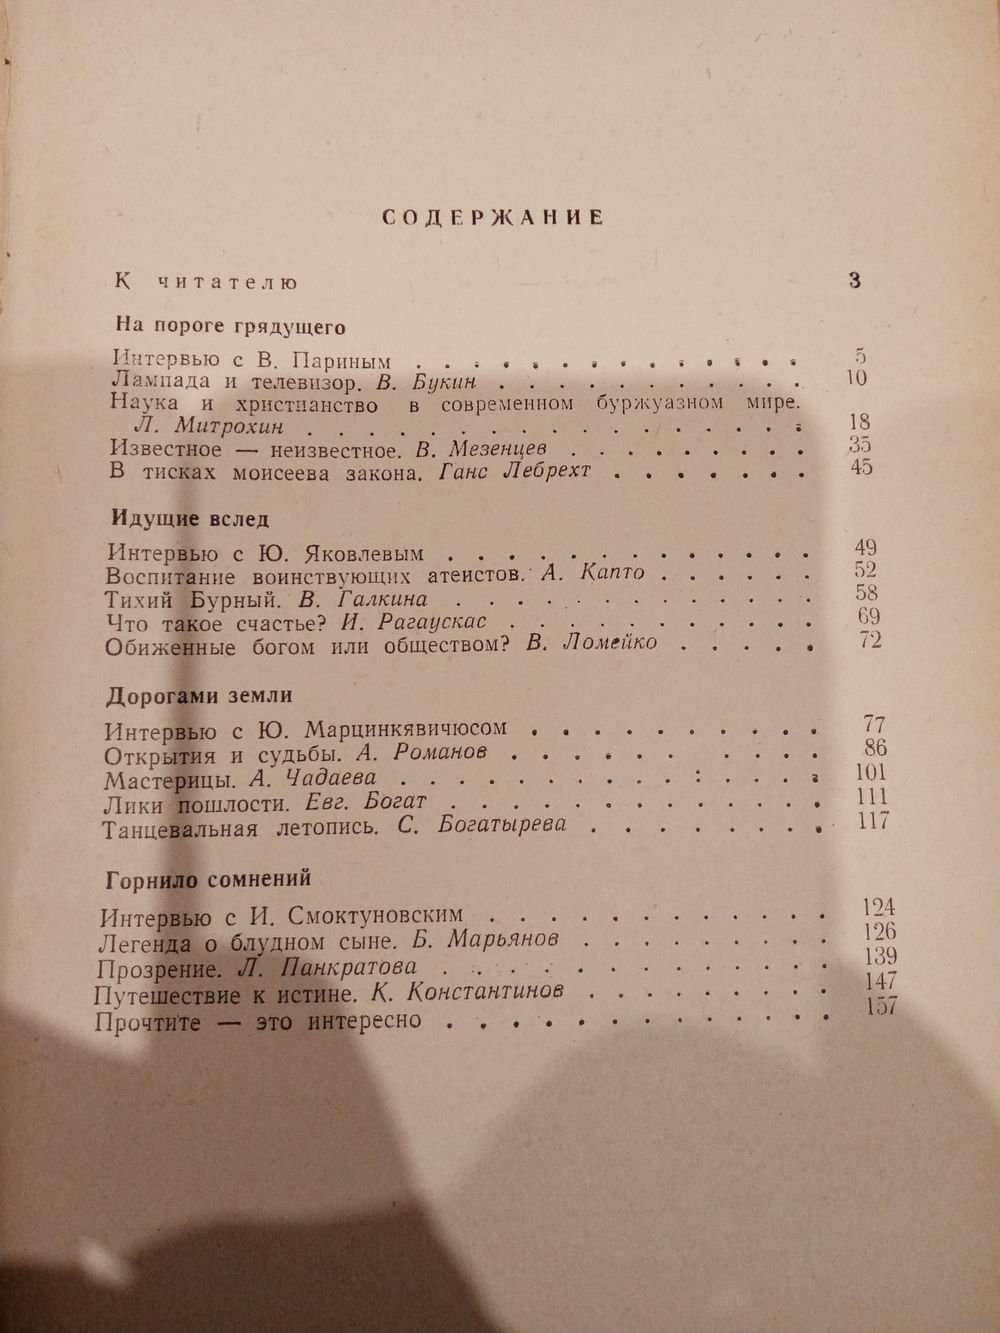 СОДЕРЖАНИЕ
К читателю 3
На пороге грядущего
Интервью с В. Париным . . . . . . . . . . . . . . 5
Лампада и телевизор. В. Букин . . . . . . . . . . . 10
Наука и христианство в современном буржуазном мире.
Л. Митрохин . . . . . . . . . . . . . . . . . 18
Известное — неизвестное. В. Мезенцев . . . . . . . . . 35
В тисках моисеева закона. Ганс Лебрехт . . . . . . . 45
Идущие вслед
Интервью с Ю. Яковлевым . . . . . . . . . . . . . 49
Воспитание воинствующих атеистов. А. Капто . . . . . . 52
Тихий Бурный. В. Галкина . . . . . . . . . . . . . 58
Что такое счастье? И. Рагаускас . . . . . . . . . . . 69
Обиженные богом или обществом? В. Ломейко . . . . . 72
Дорогами земли
Интервью с Ю. Марцинкявичюсом . . . . . . . . . . 77
Открытия и судьбы. А. Романов . . . . . . . . . . . 86
Мастерицы. А. Чадаева . . . . . . . . . . . . . . . 101
Лики пошлости. Евг. Богат . . . . . . . . . . . . . 111
Танцевальная летопись. С. Богатырева . . . . . . . . 117
Горнило сомнений
Интервью с И. Смоктуновским . . . . . . . . . . . . 124
Легенда о блудном сыне. Б. Марьянов . . . . . . . . . 126
Прозрение. Л. Панкратова . . . . . . . . . . . . . 139
Путешествие к истине. К. Константинов . . . . . . . . . 147
Прочтите — это интересно . . . . . . . . . . . . . 157